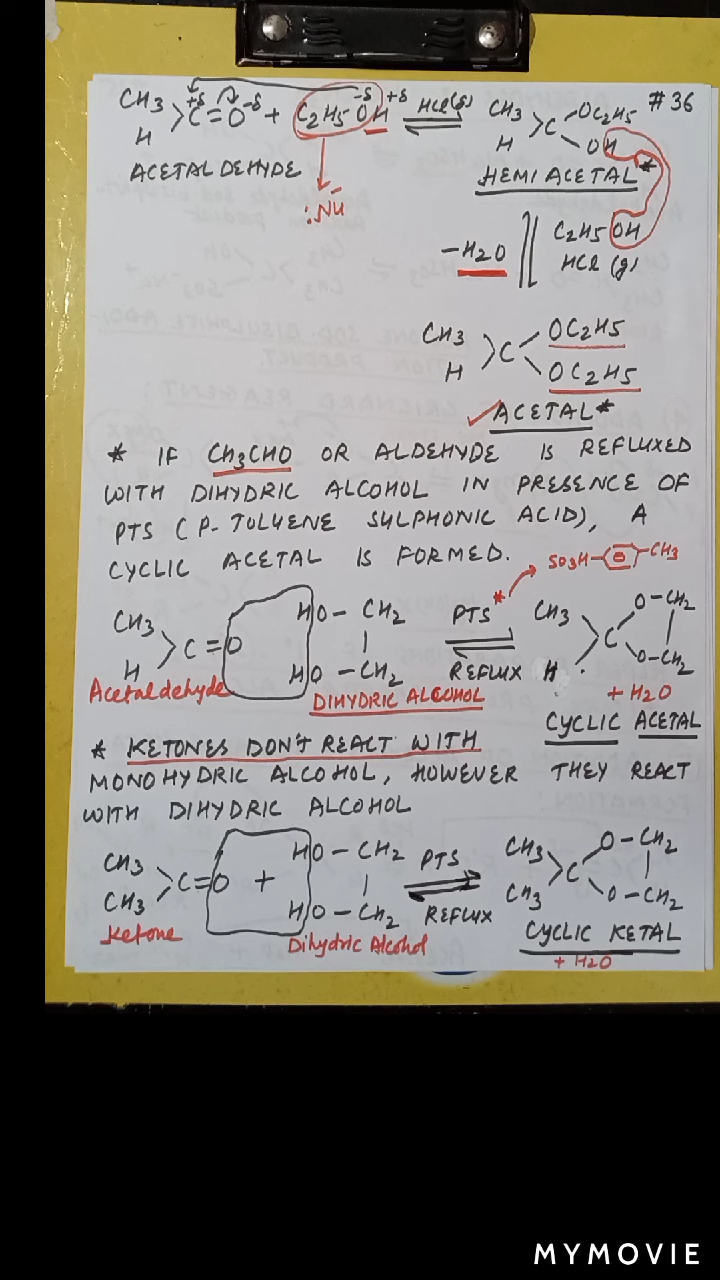 CH3 +δ -δ -δ +δ HCl(g) CH3 OC2H5 #36
C=O + C2H5OH ⇌ C
H H OH
ACETALDEHYDE HEMI ACETAL*
:Nū
C2H5OH
-H2O HCl (g)
CH3 OC2H5
C
H OC2H5
✓ACETAL*
* IF CH3CHO OR ALDEHYDE IS REFLUXED
WITH DIHYDRIC ALCOHOL IN PRESENCE OF
PTS (P-TOLUENE SULPHONIC ACID), A
CYCLIC ACETAL IS FORMED. SO3H CH3
CH3 HO-CH2 PTS* CH3 O-CH2
C=O | ⇌ C |
H HO-CH2 REFLUX H O-CH2
Acetaldehyde DIHYDRIC ALCOHOL + H2O
CYCLIC ACETAL
* KETONES DON'T REACT WITH
MONOHYDRIC ALCOHOL, HOWEVER THEY REACT
WITH DIHYDRIC ALCOHOL
CH3 HO-CH2 PTS CH3 O-CH2
C=O + | ⇌ C |
CH3 HO-CH2 REFLUX CH3 O-CH2
Ketone Dihydric Alcohol CYCLIC KETAL
+ H2O
MYMOVIE